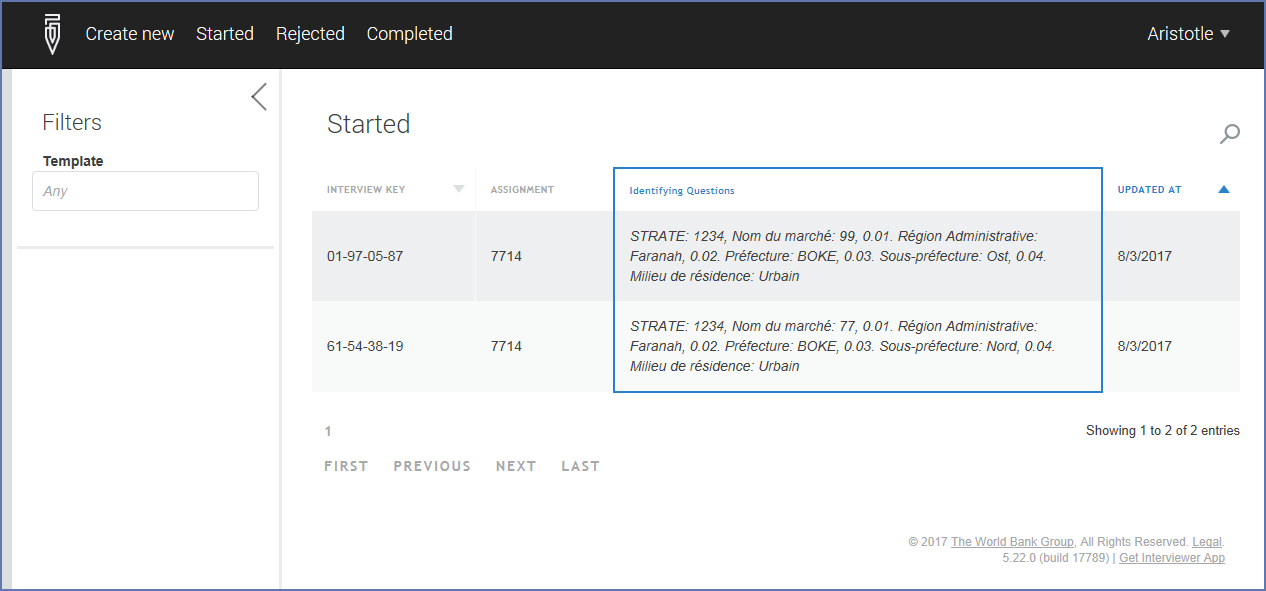 Create new Started Rejected Completed Aristotle
Filters
Template
Any
Started
INTERVIEW KEY ASSIGNMENT Identifying Questions UPDATED AT
01-97-05-87 7714
STRATE: 1234, Nom du marché: 99, 0.01. Région Administrative:
Faranah, 0.02. Préfecture: BOKE, 0.03. Sous-préfecture: Ost, 0.04.
Milieu de résidence: Urbain
8/3/2017
61-54-38-19 7714
STRATE: 1234, Nom du marché: 77, 0.01. Région Administrative:
Faranah, 0.02. Préfecture: BOKE, 0.03. Sous-préfecture: Nord, 0.04.
Milieu de résidence: Urbain
8/3/2017
1
Showing 1 to 2 of 2 entries
FIRST PREVIOUS NEXT LAST
© 2017 The World Bank Group, All Rights Reserved. Legal.
5.22.0 (build 17789) | Get Interviewer App